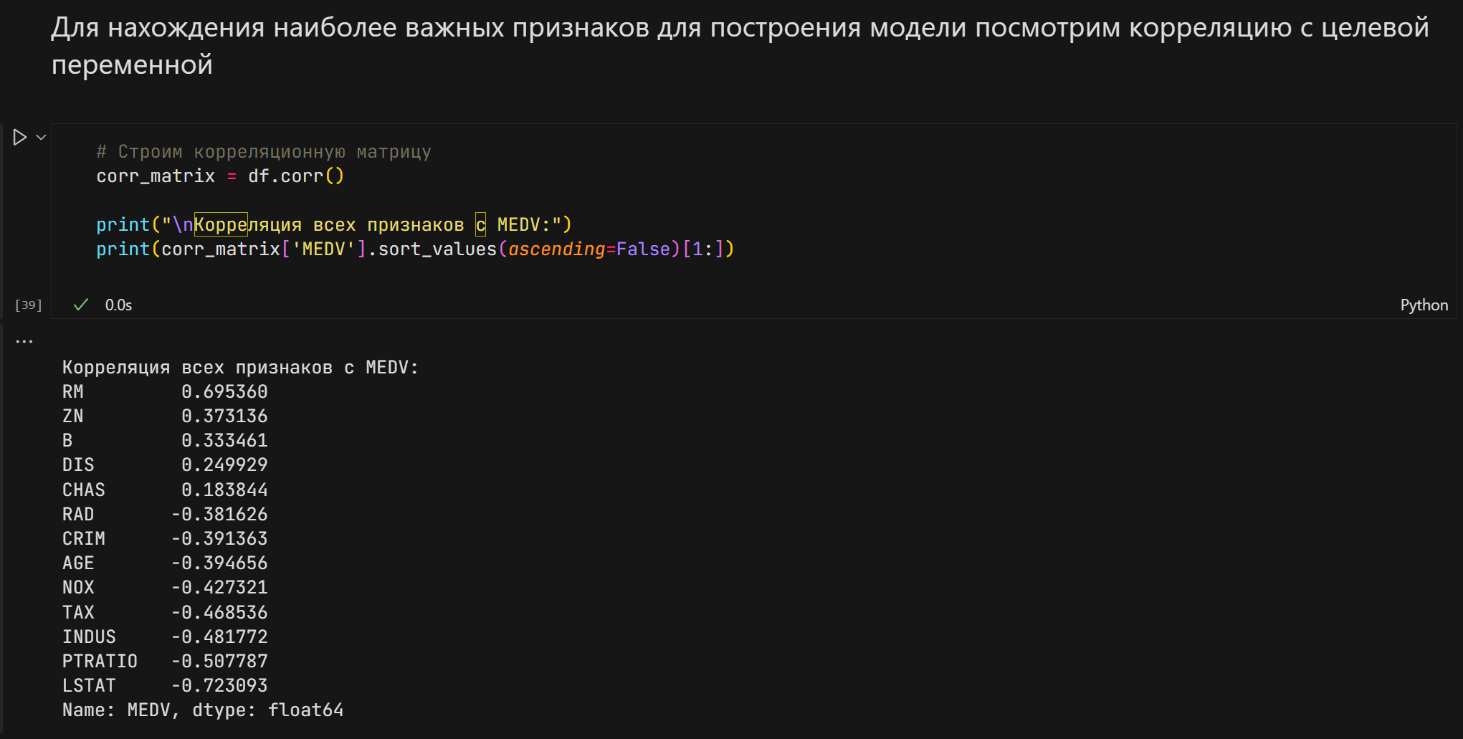 Для нахождения наиболее важных признаков для построения модели посмотрим корреляцию с целевой
переменной
# Строим корреляционную матрицу
corr_matrix = df.corr()
print("\nКорреляция всех признаков с MEDV:")
print(corr_matrix['MEDV'].sort_values(ascending=False)[1:])
[39]
0.0s
Python
...
Корреляция всех признаков с MEDV:
RM         0.695360
ZN         0.373136
B          0.333461
DIS        0.249929
CHAS       0.183844
RAD       -0.381626
CRIM      -0.391363
AGE       -0.394656
NOX       -0.427321
TAX       -0.468536
INDUS     -0.481772
PTRATIO   -0.507787
LSTAT     -0.723093
Name: MEDV, dtype: float64